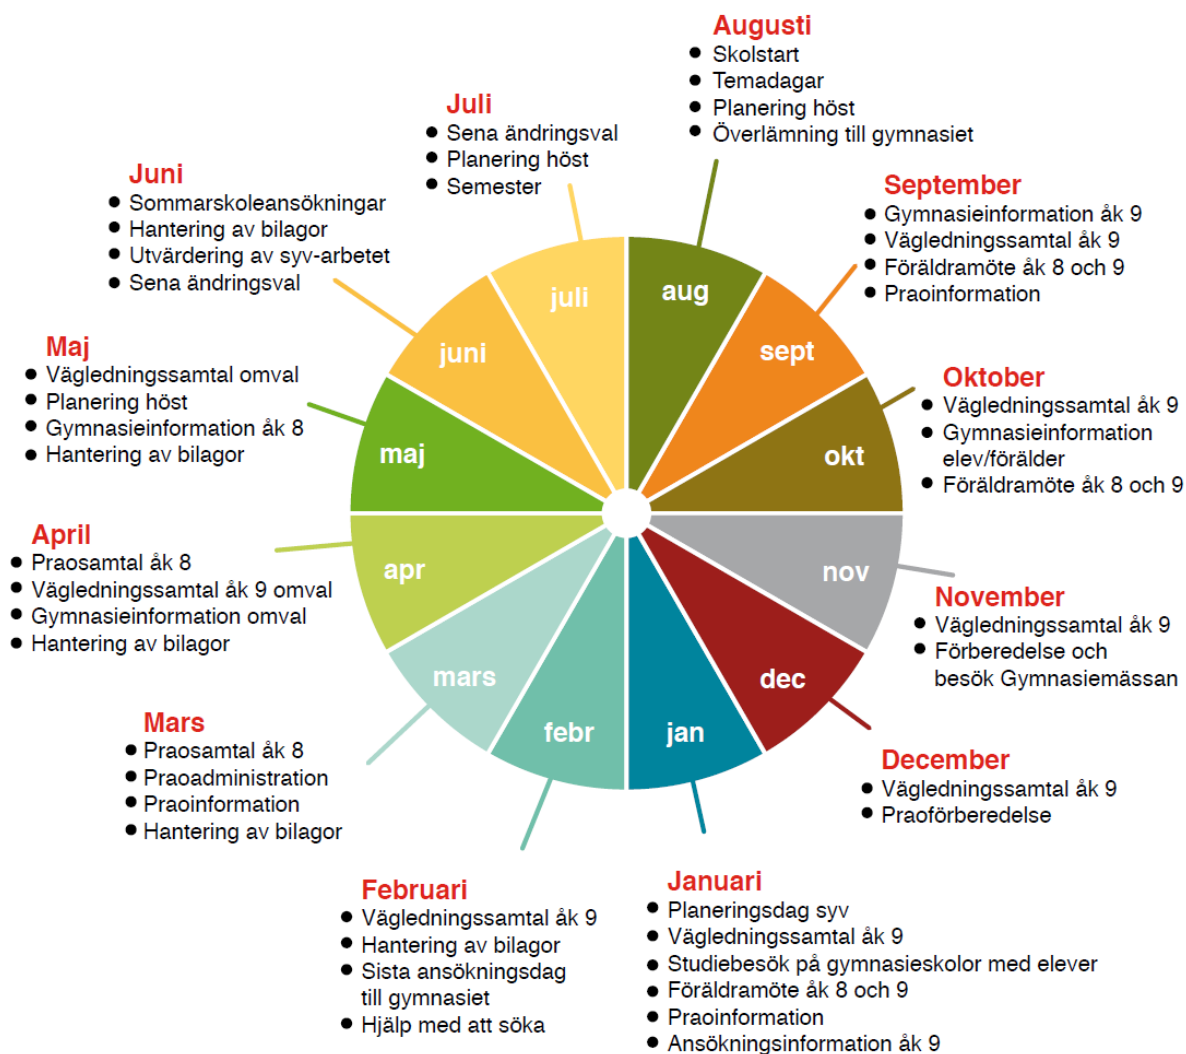 Augusti
● Skolstart
● Temadagar
● Planering höst
● Överlämning till gymnasiet
September
● Gymnasieinformation åk 9
● Vägledningssamtal åk 9
● Föräldramöte åk 8 och 9
● Praoinformation
Oktober
● Vägledningssamtal åk 9
● Gymnasieinformation
elev/förälder
● Föräldramöte åk 8 och 9
November
● Vägledningssamtal åk 9
● Förberedelse och
besök Gymnasiemässan
December
● Vägledningssamtal åk 9
● Praoförberedelse
Januari
● Planeringsdag syv
● Vägledningssamtal åk 9
● Studiebesök på gymnasieskolor med elever
● Föräldramöte åk 8 och 9
● Praoinformation
● Ansökningsinformation åk 9
Februari
● Vägledningssamtal åk 9
● Hantering av bilagor
● Sista ansökningsdag
till gymnasiet
● Hjälp med att söka
Mars
● Praosamtal åk 8
● Praoadministration
● Praoinformation
● Hantering av bilagor
April
● Praosamtal åk 8
● Vägledningssamtal åk 9 omval
● Gymnasieinformation omval
● Hantering av bilagor
Maj
● Vägledningssamtal omval
● Planering höst
● Gymnasieinformation åk 8
● Hantering av bilagor
Juni
● Sommarskoleansökningar
● Hantering av bilagor
● Utvärdering av syv-arbetet
● Sena ändringsval
Juli
● Sena ändringsval
● Planering höst
● Semester
aug
sept
okt
nov
dec
jan
febr
mars
apr
maj
juni
juli